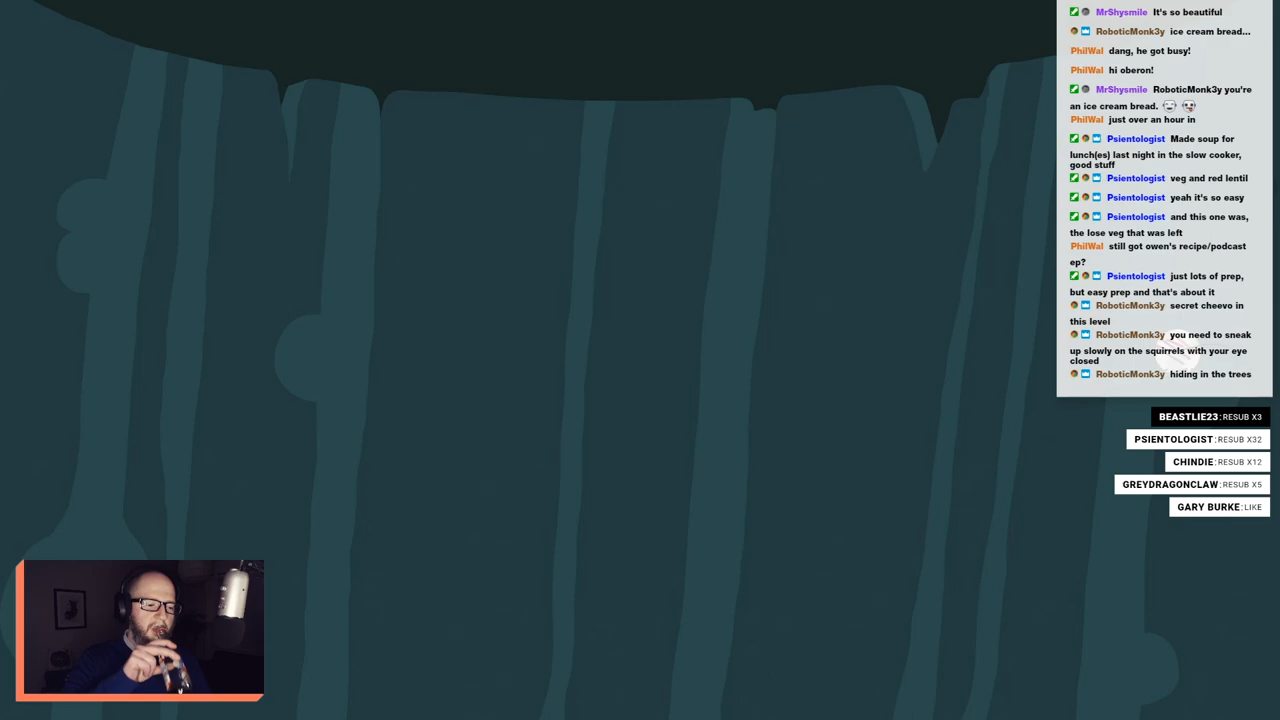 MrShysmile It's so beautiful
RoboticMonk3y ice cream bread...
PhilWal dang, he got busy!
PhilWal hi oberon!
MrShysmile RoboticMonk3y you're
an ice cream bread.
PhilWal just over an hour in
Psientologist Made soup for
lunch(es) last night in the slow cooker,
good stuff
Psientologist veg and red lentil
Psientologist yeah it's so easy
Psientologist and this one was,
the lose veg that was left
PhilWal still got owen's recipe/podcast
ep?
Psientologist just lots of prep,
but easy prep and that's about it
RoboticMonk3y secret cheevo in
this level
RoboticMonk3y you need to sneak
up slowly on the squirrels with your eye
closed
RoboticMonk3y hiding in the trees
BEASTLIE23: RESUB X3
PSIENTOLOGIST: RESUB X32
CHINDIE: RESUB X12
GREYDRAGONCLAW: RESUB X5
GARY BURKE: LIKE